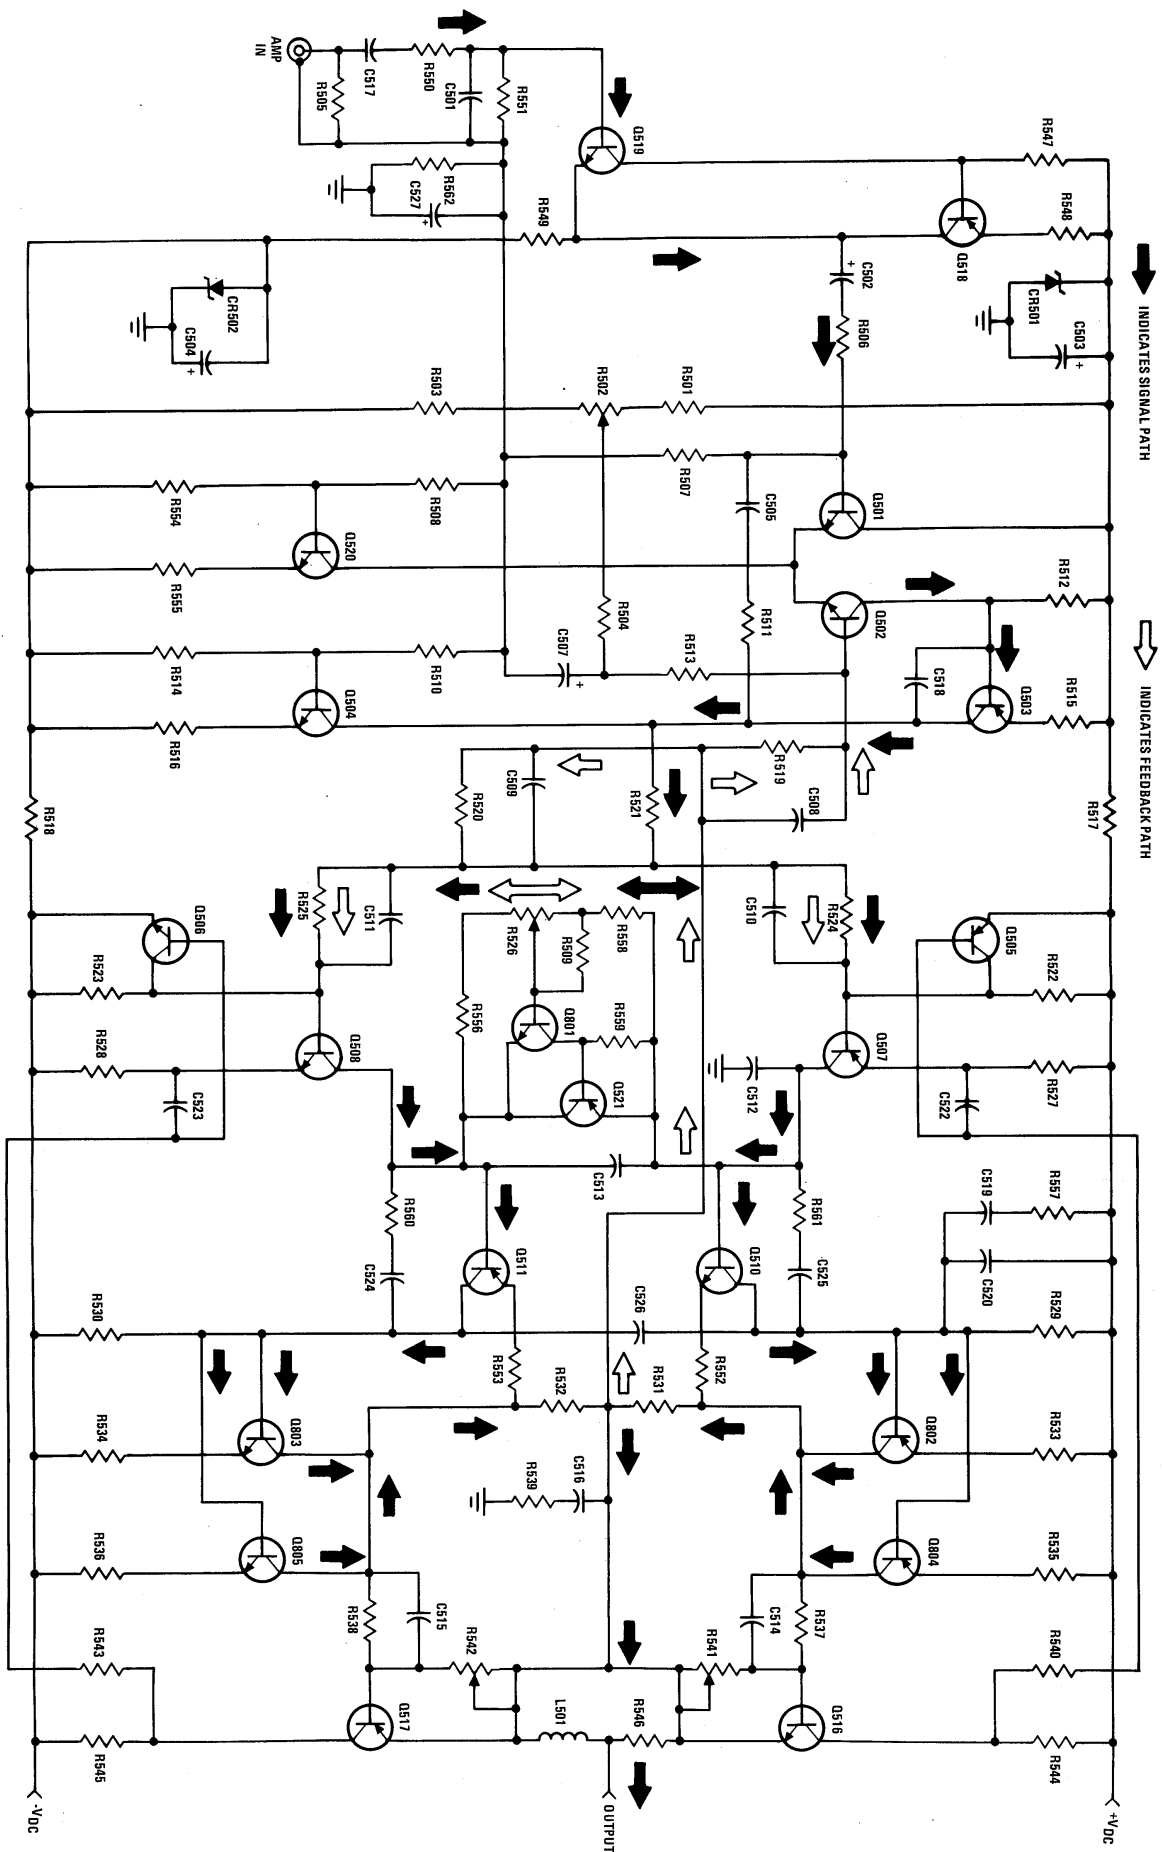 INDICATES SIGNAL PATH
INDICATES FEEDBACK PATH
AMP
IN
R505
C517
R550
C501
R551
R562
C527
+
Q519
R547
R548
Q518
R549
CR501
C503
+
CR502
C504
+
+
C502
R506
R503
R502
R501
R507
C505
Q501
R554
R508
Q520
R555
R512
Q502
R504
R511
C507
+
R513
R514
R510
Q504
R516
C518
Q503
R515
R519
C508
C509
R520
R521
R518
R517
Q506
R525
C511
R526
R558
R509
C510
R524
Q505
R523
R522
R556
Q801
R559
R528
Q508
C523
Q521
C512
Q507
R527
C522
C513
R560
C524
Q511
Q510
R561
C525
C519
R557
C520
R530
C526
R529
R553
R532
R531
R552
R534
Q803
Q802
R533
R539
C516
R536
Q805
Q804
R535
R538
C515
C514
R537
R543
R542
R541
R540
R545
Q517
L501
R546
Q516
R544
-VDC
OUTPUT
+VDC